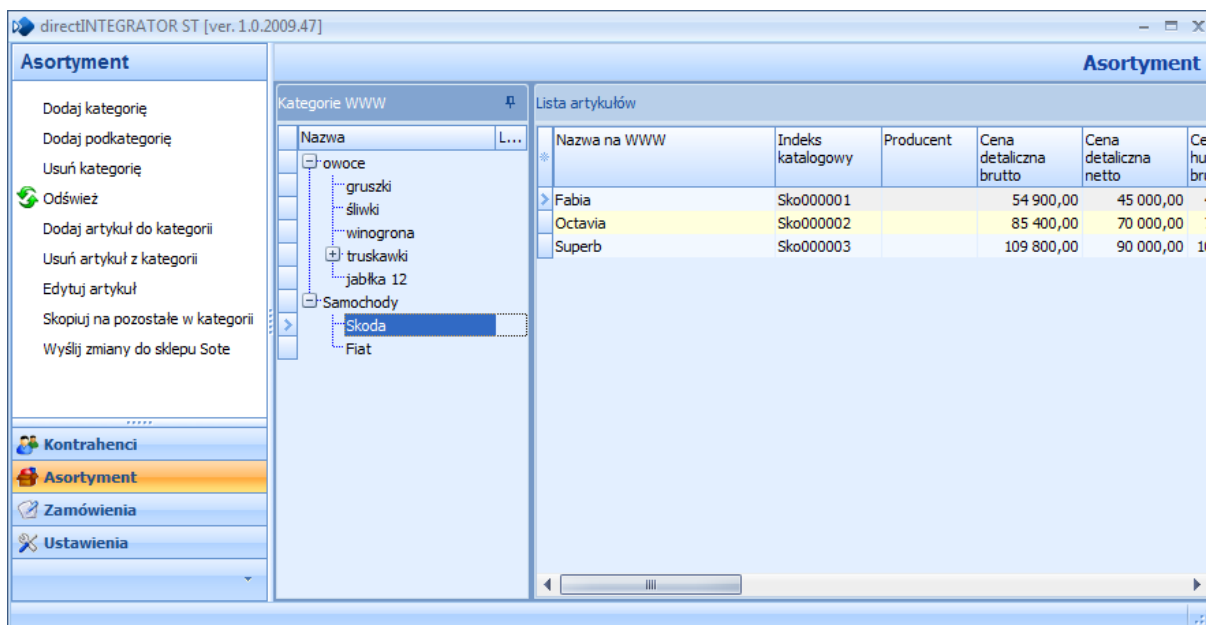 directINTEGRATOR ST [ver. 1.0.2009.47]
Asortyment
Asortyment
Dodaj kategorię
Dodaj podkategorię
Usuń kategorię
Odśwież
Dodaj artykuł do kategorii
Usuń artykuł z kategorii
Edytuj artykuł
Skopiuj na pozostałe w kategorii
Wyślij zmiany do sklepu Sote
Kontrahenci
Asortyment
Zamówienia
Ustawienia
Kategorie WWW
Nazwa L...
owoce
gruszki
śliwki
winogrona
truskawki
jabłka 12
Samochody
Skoda
Fiat
Lista artykułów
Nazwa na WWW Indeks katalogowy Producent Cena detaliczna brutto Cena detaliczna netto
Fabia Sko000001 54 900,00 45 000,00
Octavia Sko000002 85 400,00 70 000,00
Superb Sko000003 109 800,00 90 000,00